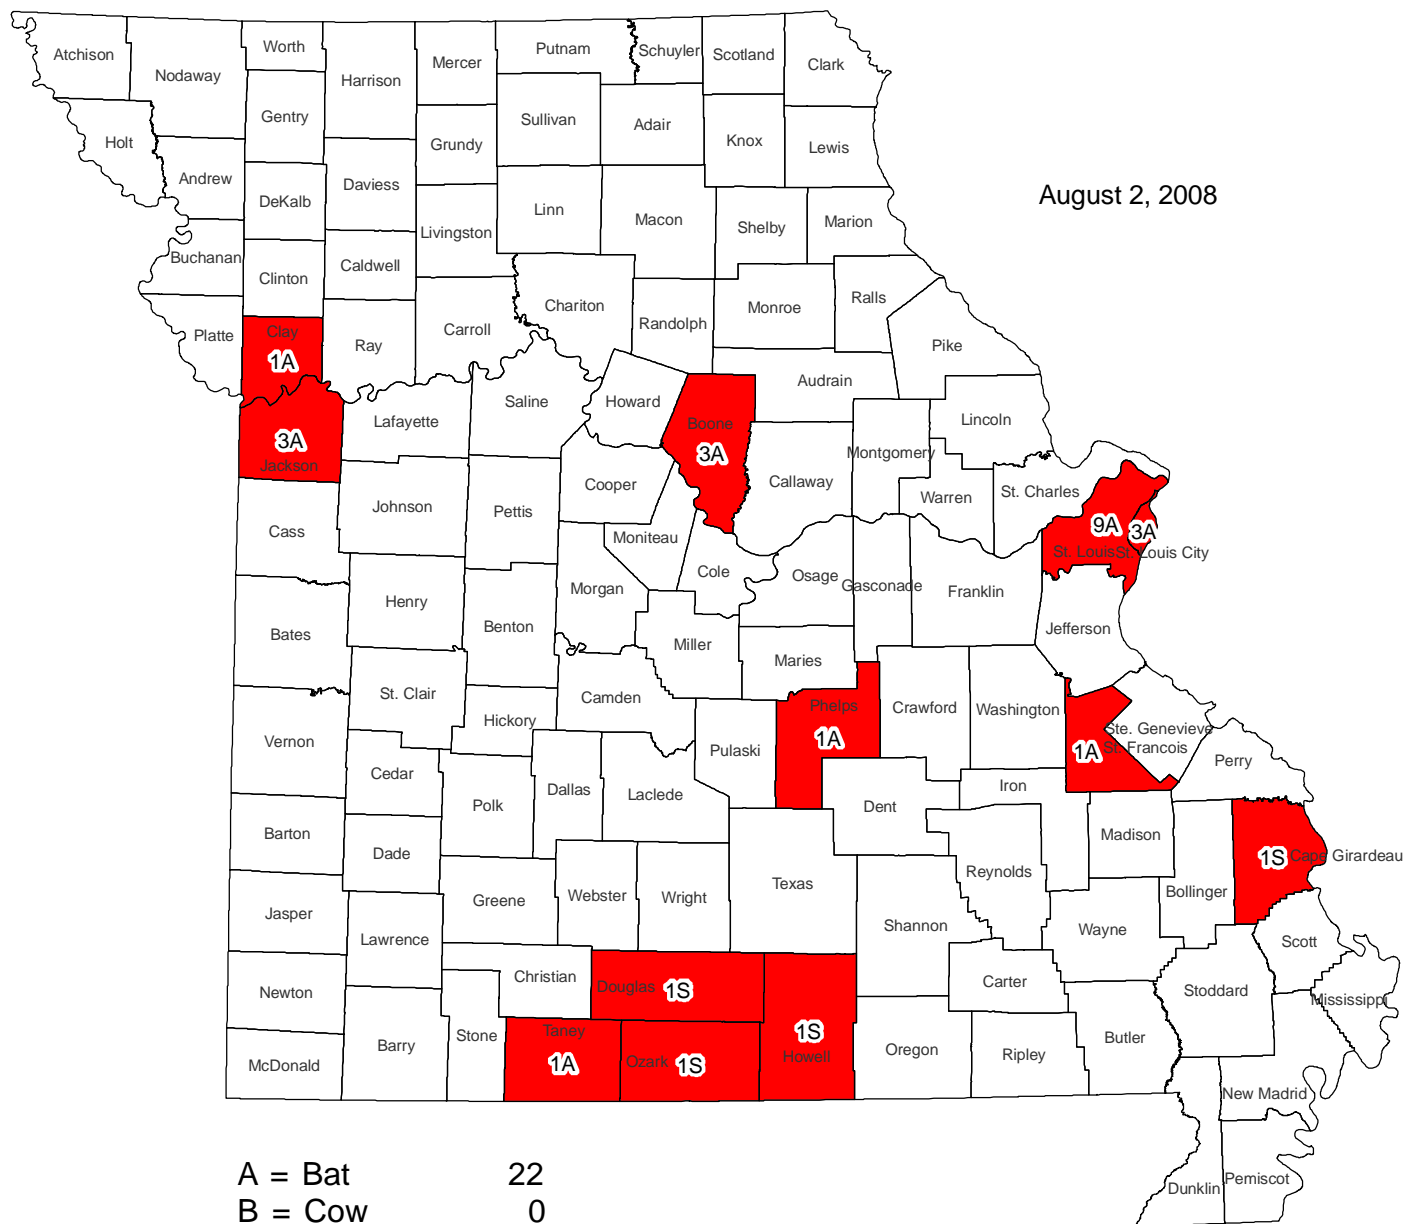 Atchison
Nodaway
Worth
Harrison
Mercer
Putnam
Schuyler
Scotland
Clark
Holt
Gentry
Grundy
Sullivan
Adair
Knox
Lewis
Andrew
DeKalb
Daviess
Livingston
Linn
Macon
Shelby
Marion
August 2, 2008
Buchanan
Clinton
Caldwell
Chariton
Randolph
Monroe
Ralls
Platte
Clay
1A
Ray
Carroll
Pike
Audrain
Saline
Howard
Boone
3A
Lincoln
Lafayette
3A
Jackson
Montgomery
Callaway
Cooper
Warren
St. Charles
Johnson
Pettis
Cass
Moniteau
9A
3A
St. Louis
St. Louis City
Cole
Osage
Gasconade
Franklin
Morgan
Henry
Benton
Bates
Miller
Maries
Jefferson
St. Clair
Camden
Hickory
Phelps
1A
Crawford
Washington
Ste. Genevieve
St. Francois
1A
Vernon
Pulaski
Perry
Cedar
Polk
Dallas
Laclede
Dent
Iron
Barton
Dade
Madison
1S
Cape Girardeau
Greene
Webster
Wright
Texas
Reynolds
Bollinger
Jasper
Lawrence
Shannon
Wayne
Scott
Christian
Douglas
1S
Carter
Newton
Stoddard
Mississippi
Taney
1A
Ozark
1S
1S
Howell
Stone
Barry
McDonald
Oregon
Ripley
Butler
New Madrid
Dunklin
Pemiscot
A = Bat 22
B = Cow 0